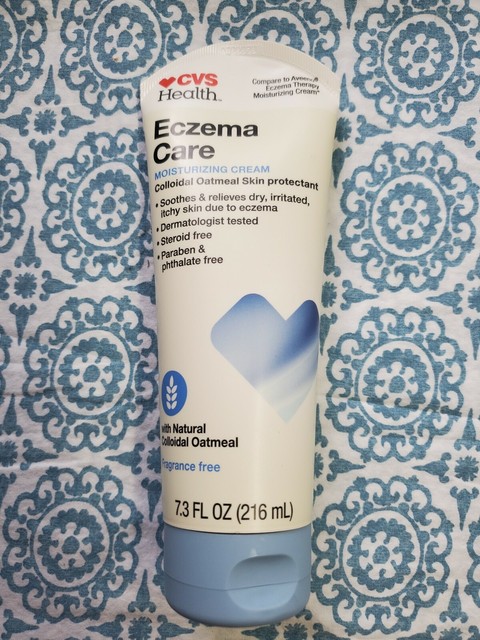 CVS
Health
Compare to Aveeno®
Eczema Therapy
Moisturizing Cream*
Eczema
Care
MOISTURIZING CREAM
Colloidal Oatmeal Skin protectant
• Soothes & relieves dry, irritated,
itchy skin due to eczema
• Dermatologist tested
• Steroid free
• Paraben &
phthalate free
with Natural
Colloidal Oatmeal
Fragrance free
7.3 FL OZ (216 mL)